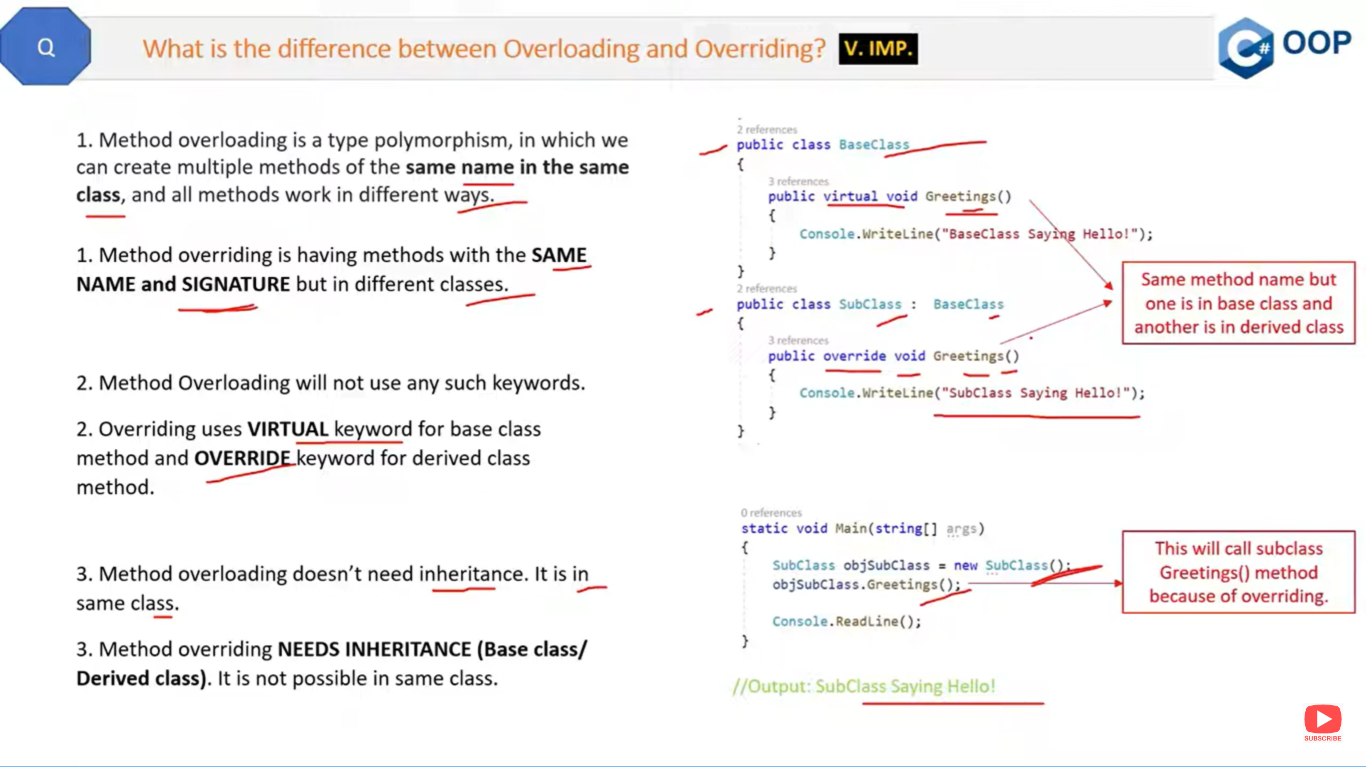 Q
What is the difference between Overloading and Overriding? V. IMP.
C# OOP
1. Method overloading is a type polymorphism, in which we
can create multiple methods of the same name in the same
class, and all methods work in different ways.
1. Method overriding is having methods with the SAME
NAME and SIGNATURE but in different classes.
2. Method Overloading will not use any such keywords.
2. Overriding uses VIRTUAL keyword for base class
method and OVERRIDE keyword for derived class
method.
3. Method overloading doesn't need inheritance. It is in
same class.
3. Method overriding NEEDS INHERITANCE (Base class/
Derived class). It is not possible in same class.
2 references
public class BaseClass
{
3 references
public virtual void Greetings()
{
Console.WriteLine("BaseClass Saying Hello!");
}
}
2 references
public class SubClass : BaseClass
{
3 references
public override void Greetings()
{
Console.WriteLine("SubClass Saying Hello!");
}
}
Same method name but
one is in base class and
another is in derived class
0 references
static void Main(string[] args)
{
SubClass objSubClass = new SubClass();
objSubClass.Greetings();
Console.ReadLine();
}
This will call subclass
Greetings() method
because of overriding.
//Output: SubClass Saying Hello!
SUBSCRIBE